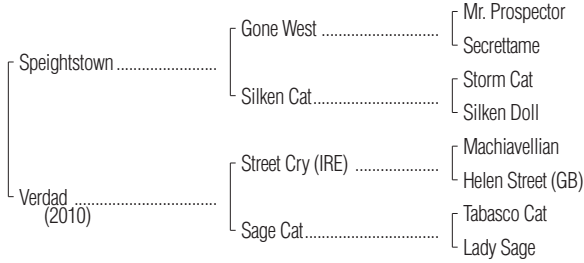 Mr. Prospector
Gone West
Secrettame
Speightstown
Storm Cat
Silken Cat
Silken Doll
Machiavellian
Street Cry (IRE)
Helen Street (GB)
Verdad
(2010)
Tabasco Cat
Sage Cat
Lady Sage